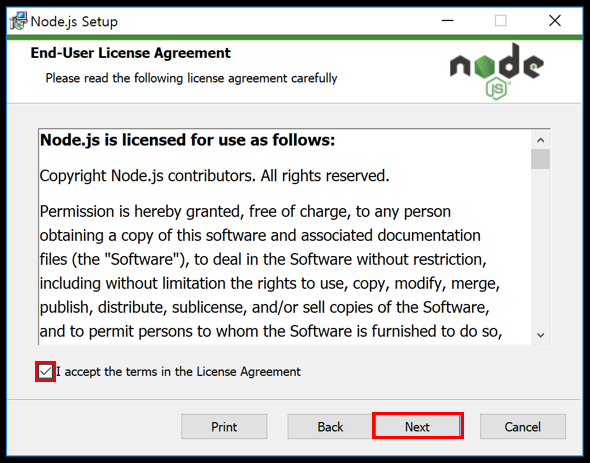 Node.js Setup
End-User License Agreement
Please read the following license agreement carefully
node
JS
Node.js is licensed for use as follows:
Copyright Node.js contributors. All rights reserved.
Permission is hereby granted, free of charge, to any person
obtaining a copy of this software and associated documentation
files (the "Software"), to deal in the Software without restriction,
including without limitation the rights to use, copy, modify, merge,
publish, distribute, sublicense, and/or sell copies of the Software,
and to permit persons to whom the Software is furnished to do so,
I accept the terms in the License Agreement
Print Back Next Cancel